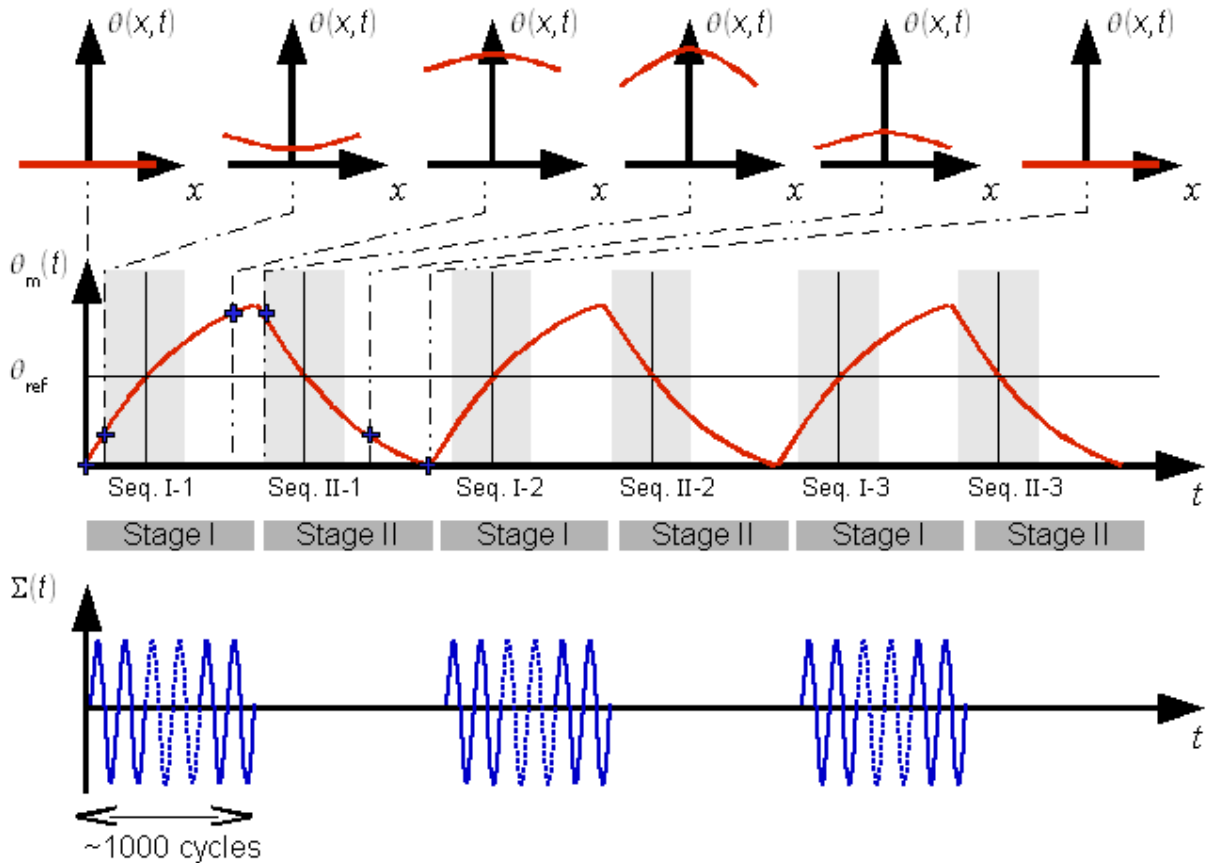 θ(x,t) θ(x,t) θ(x,t) θ(x,t) θ(x,t) θ(x,t)
x x x x x x
θm(t)
θref
Seq. I-1 Seq. II-1 Seq. I-2 Seq. II-2 Seq. I-3 Seq. II-3
t
Stage I Stage II Stage I Stage II Stage I Stage II
Σ(t)
t
~1000 cycles